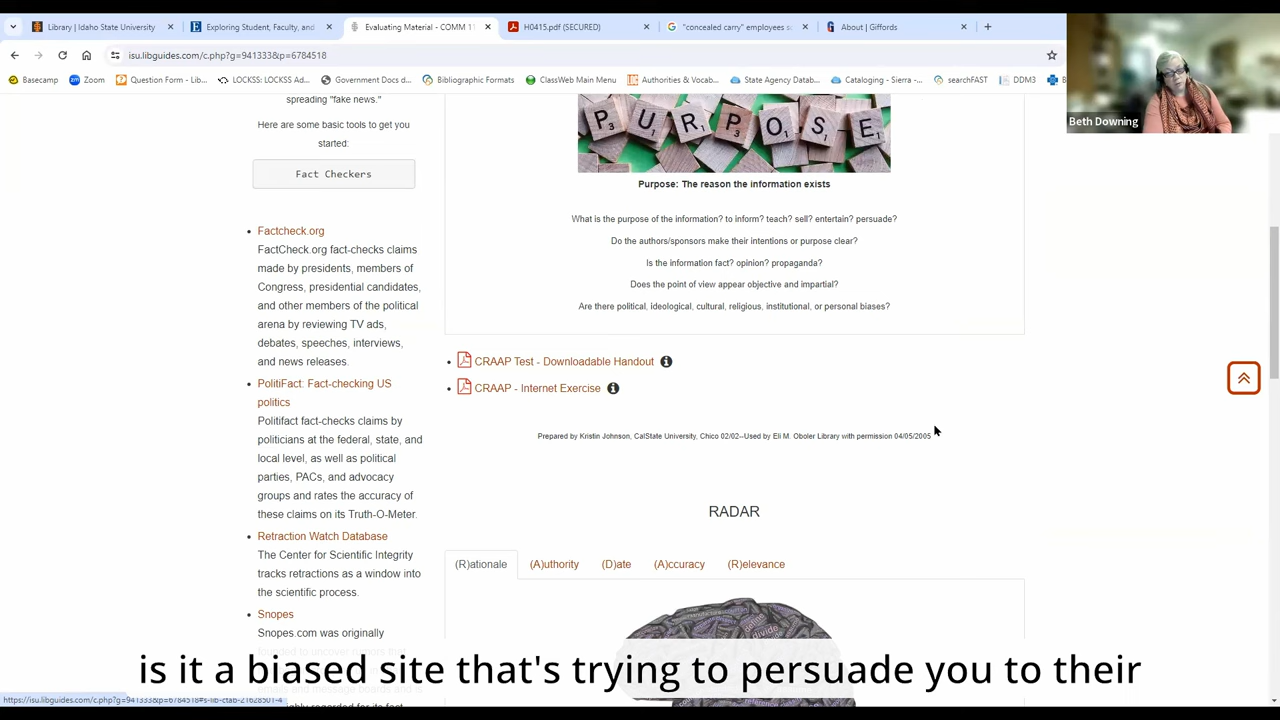 Library | Idaho State University
Exploring Student, Faculty, and
Evaluating Material - COMM 11
H0415.pdf (SECURED)
"concealed carry" employees s
About | Giffords
isu.libguides.com/c.php?g=941333&p=6784518
Basecamp
Zoom
Question Form - Lib...
LOCKSS: LOCKSS Ad...
Government Docs d...
Bibliographic Formats
ClassWeb Main Menu
Authorities & Vocab...
State Agency Datab...
Cataloging - Sierra -...
searchFAST
DDM3
Beth Downing
spreading "fake news."
Here are some basic tools to get you
started:
Fact Checkers
Factcheck.org
FactCheck.org fact-checks claims
made by presidents, members of
Congress, presidential candidates,
and other members of the political
arena by reviewing TV ads,
debates, speeches, interviews,
and news releases.
PolitiFact: Fact-checking US
politics
Politifact fact-checks claims by
politicians at the federal, state, and
local level, as well as political
parties, PACs, and advocacy
groups and rates the accuracy of
these claims on its Truth-O-Meter.
Retraction Watch Database
The Center for Scientific Integrity
tracks retractions as a window into
the scientific process.
Snopes
Snopes.com was originally
PURPOSE
Purpose: The reason the information exists
What is the purpose of the information? to inform? teach? sell? entertain? persuade?
Do the authors/sponsors make their intentions or purpose clear?
Is the information fact? opinion? propaganda?
Does the point of view appear objective and impartial?
Are there political, ideological, cultural, religious, institutional, or personal biases?
CRAAP Test - Downloadable Handout
CRAAP - Internet Exercise
Prepared by Kristin Johnson, CalState University, Chico 02/02--Used by Eli M. Oboler Library with permission 04/05/2005
RADAR
(R)ationale
(A)uthority
(D)ate
(A)ccuracy
(R)elevance
is it a biased site that's trying to persuade you to their
https://isu.libguides.com/c.php?g=941333&p=6784518#s-lib-ctab-21628501-4